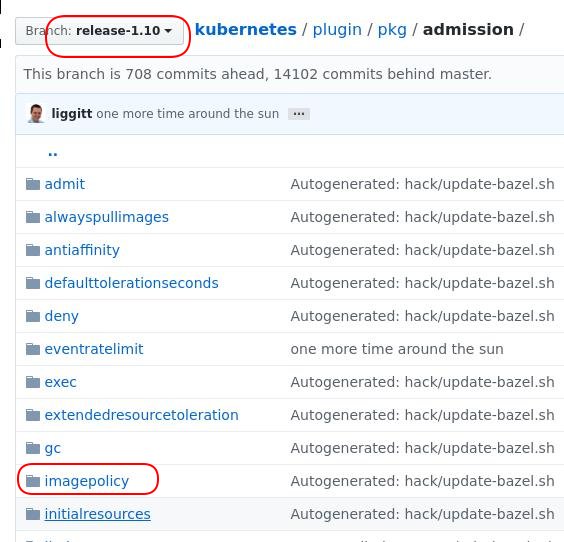 Branch: release-1.10 kubernetes / plugin / pkg / admission /
This branch is 708 commits ahead, 14102 commits behind master.
liggitt one more time around the sun ...
..
admit Autogenerated: hack/update-bazel.sh
alwayspullimages Autogenerated: hack/update-bazel.sh
antiaffinity Autogenerated: hack/update-bazel.sh
defaulttolerationseconds Autogenerated: hack/update-bazel.sh
deny Autogenerated: hack/update-bazel.sh
eventratelimit one more time around the sun
exec Autogenerated: hack/update-bazel.sh
extendedresourcetoleration Autogenerated: hack/update-bazel.sh
gc Autogenerated: hack/update-bazel.sh
imagepolicy Autogenerated: hack/update-bazel.sh
initialresources Autogenerated: hack/update-bazel.sh